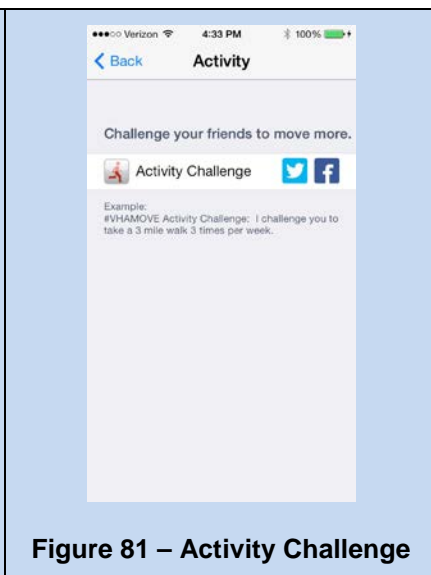 ●●●○○ Verizon 4:33 PM 100%
Back Activity
Challenge your friends to move more.
Activity Challenge
Example:
#VHAMOVE Activity Challenge: I challenge you to
take a 3 mile walk 3 times per week.
Figure 81 – Activity Challenge